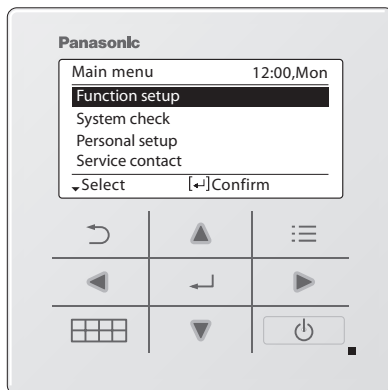 Panasonic
Main menu 12:00,Mon
Function setup
System check
Personal setup
Service contact
Select [↵]Confirm